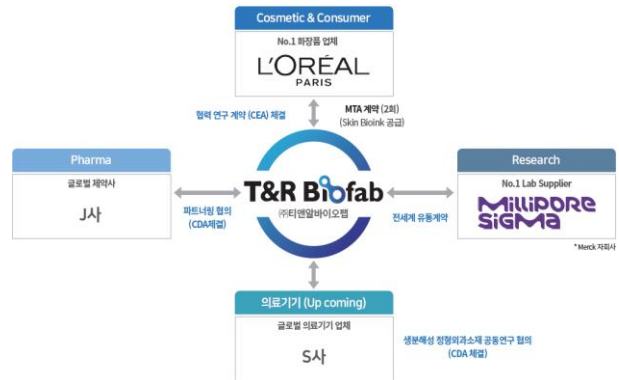 Cosmetic & Consumer
No.1 화장품 업체
L'ORÉAL
PARIS
협력 연구 계약 (CEA) 체결
MTA 계약 (2회)
(Skin Bioink 공급)
Pharma
글로벌 제약사
J사
파트너링 협의
(CDA체결)
T&R Biofab
㈜티앤알바이오팹
전세계 유통계약
Research
No.1 Lab Supplier
MILLIPORE
SIGMA
* Merck 자회사
의료기기 (Up coming)
글로벌 의료기기 업체
S사
생분해성 정형외과소재 공동연구 협의
(CDA 체결)